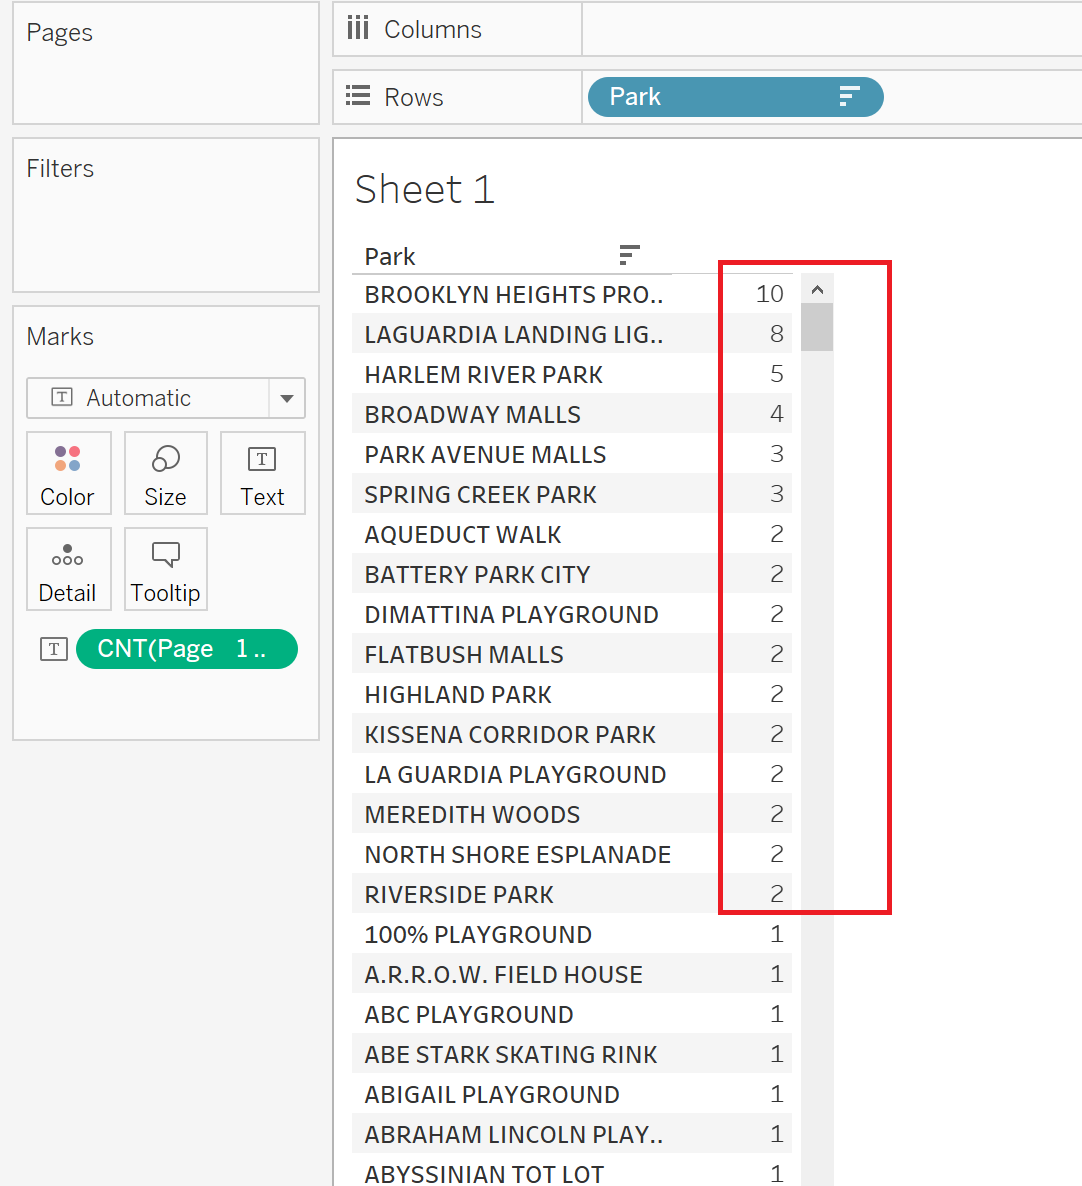 Pages
Columns
Rows
Park
Filters
Marks
Automatic
Color
Size
Text
Detail
Tooltip
CNT(Page 1 ..
Sheet 1
Park
BROOKLYN HEIGHTS PRO.. 10
LAGUARDIA LANDING LIG.. 8
HARLEM RIVER PARK 5
BROADWAY MALLS 4
PARK AVENUE MALLS 3
SPRING CREEK PARK 3
AQUEDUCT WALK 2
BATTERY PARK CITY 2
DIMATTINA PLAYGROUND 2
FLATBUSH MALLS 2
HIGHLAND PARK 2
KISSENA CORRIDOR PARK 2
LA GUARDIA PLAYGROUND 2
MEREDITH WOODS 2
NORTH SHORE ESPLANADE 2
RIVERSIDE PARK 2
100% PLAYGROUND 1
A.R.R.O.W. FIELD HOUSE 1
ABC PLAYGROUND 1
ABE STARK SKATING RINK 1
ABIGAIL PLAYGROUND 1
ABRAHAM LINCOLN PLAY.. 1
ABYSSINIAN TOT LOT 1